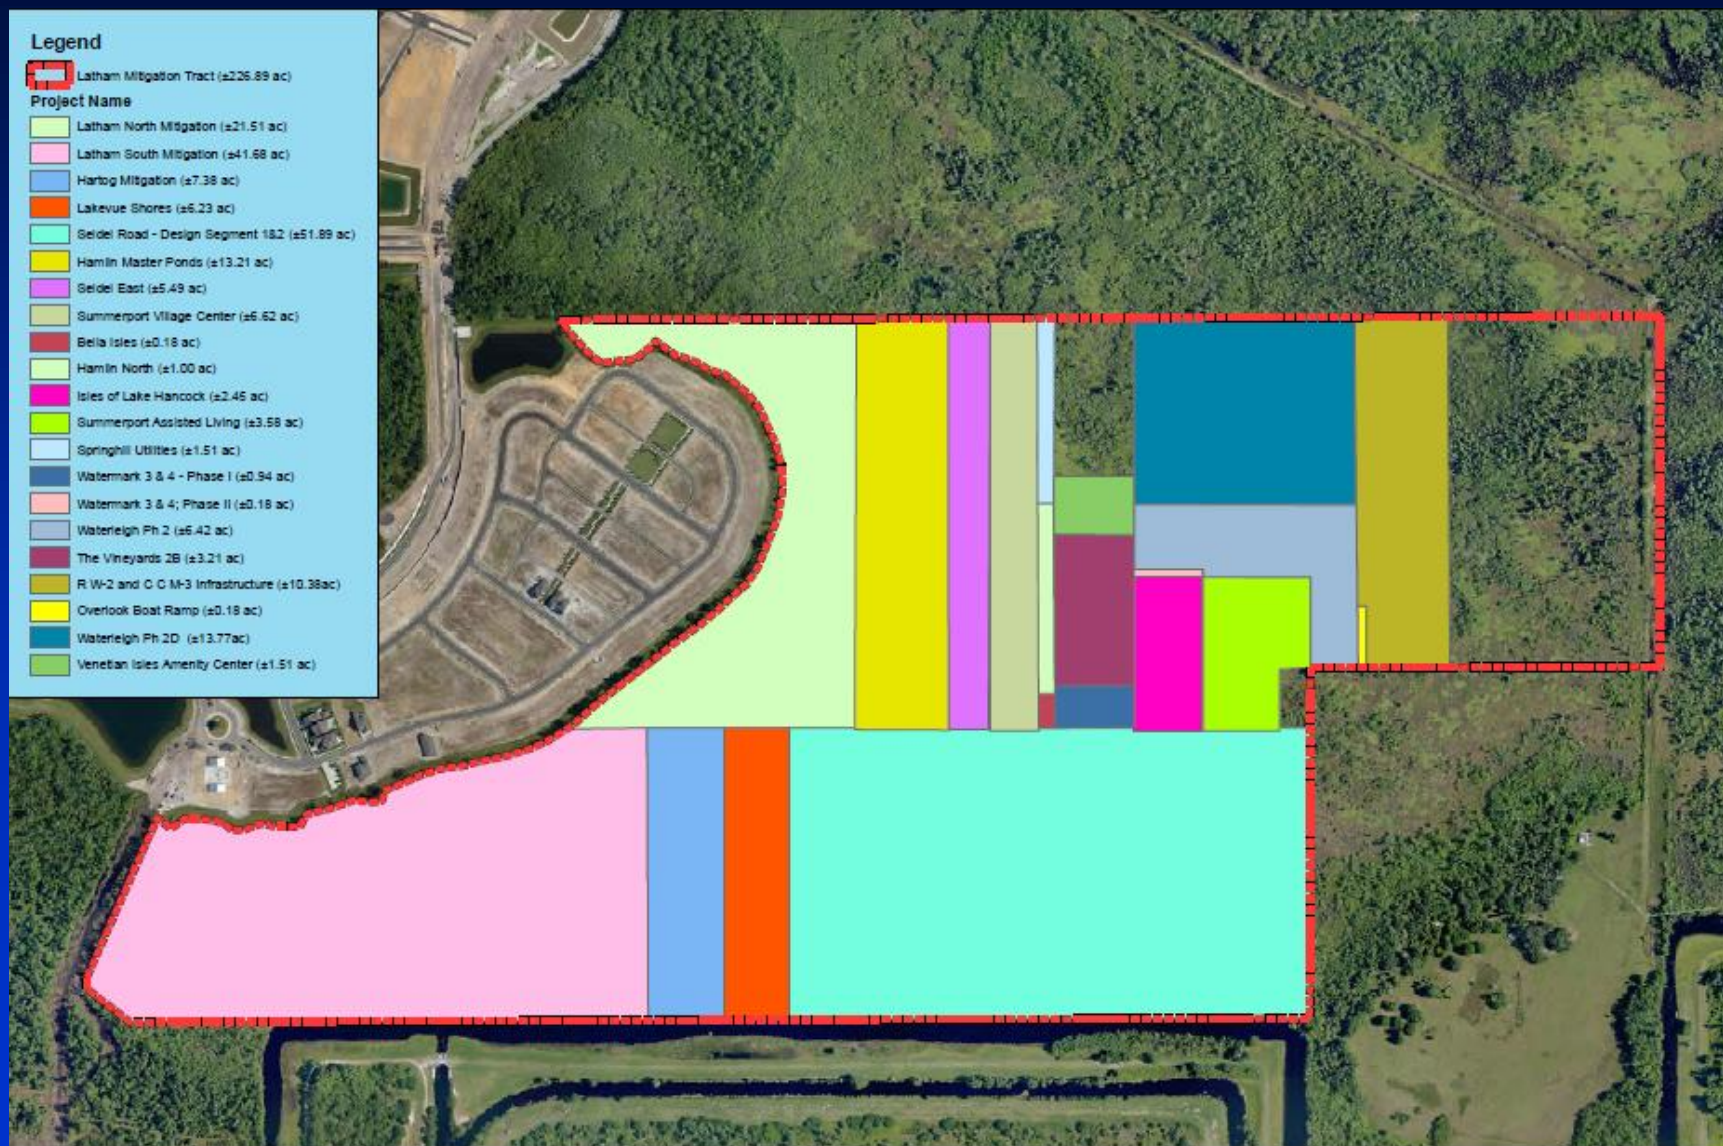 Legend
Latham Mitigation Tract (±226.89 ac)
Project Name
Latham North Mitigation (±21.51 ac)
Latham South Mitigation (±41.68 ac)
Hartog Mitigation (±7.38 ac)
Lakevue Shores (±6.23 ac)
Seidel Road - Design Segment 1&2 (±51.89 ac)
Hamlin Master Ponds (±13.21 ac)
Seidel East (±5.49 ac)
Summerport Village Center (±6.62 ac)
Bella Isles (±0.18 ac)
Hamlin North (±1.00 ac)
Isles of Lake Hancock (±2.45 ac)
Summerport Assisted Living (±3.58 ac)
Springhill Utilities (±1.51 ac)
Watermark 3 & 4 - Phase I (±0.94 ac)
Watermark 3 & 4; Phase II (±0.18 ac)
Waterleigh Ph 2 (±6.42 ac)
The Vineyards 2B (±3.21 ac)
R W-2 and C C M-3 Infrastructure (±10.38ac)
Overlook Boat Ramp (±0.18 ac)
Waterleigh Ph 2D (±13.77ac)
Venetian Isles Amenity Center (±1.51 ac)